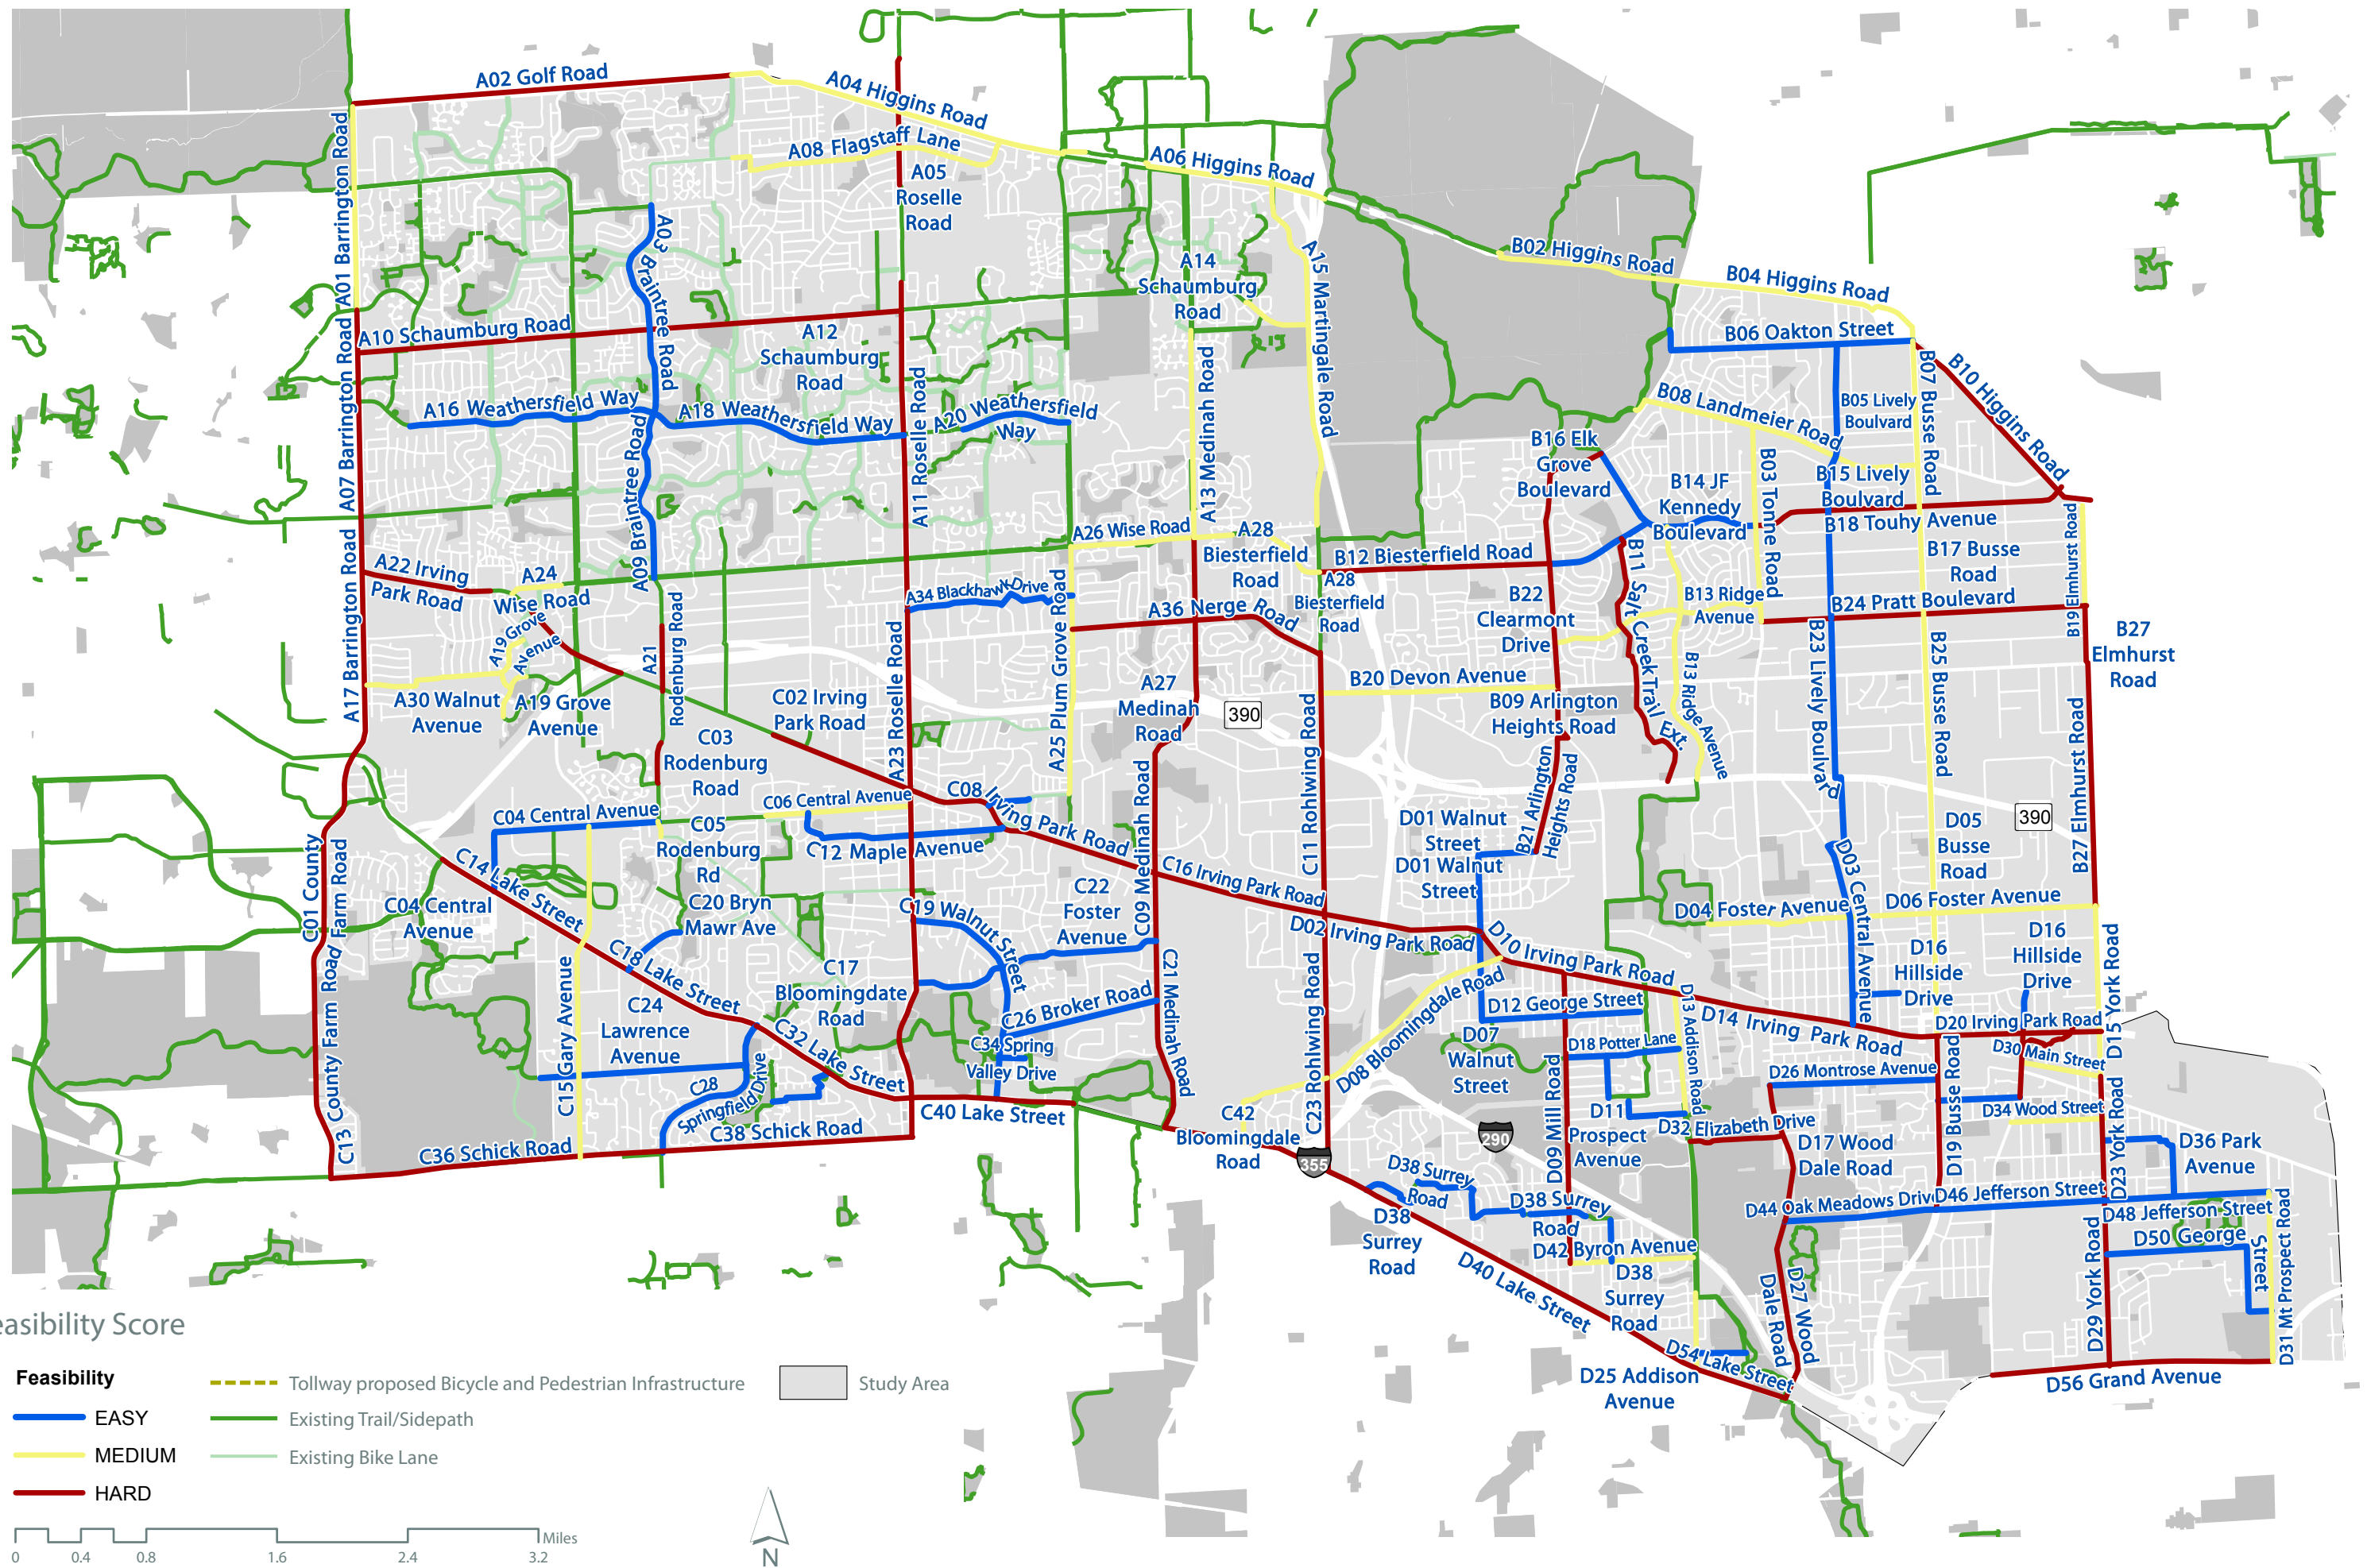 A02 Golf Road
A04 Higgins Road
A08 Flagstaff Lane
A05
Roselle
Road
A06 Higgins Road
A01 Barrington Road
A03 Braintree Road
A14
Schaumburg
Road
A15 Martingale Road
B02 Higgins Road
B04 Higgins Road
A10 Schaumburg Road
A12
Schaumburg
Road
B06 Oakton Street
A07 Barrington Road
A16 Weathersfield Way
A18 Weathersfield Way
A20 Weathersfield
Way
A11 Roselle Road
A13 Medinah Road
B08 Landmeier Road
B05 Lively
Boulvard
B07 Busse Road
B10 Higgins Road
B16 Elk
Grove
Boulevard
B14 JF
Kennedy
Boulevard
B03 Tonne Road
B15 Lively
Boulvard
B18 Touhy Avenue
A09 Braintree Road
A26 Wise Road
A28
Biesterfield
Road
B12 Biesterfield Road
B17 Busse
Road
B19 Elmhurst Road
A17 Barrington Road
A22 Irving
Park Road
A24
Wise Road
A19 Grove
Avenue
A34 Blackhawk Drive
A28
Biesterfield
Road
A36 Nerge Road
B22
Clearmont
Drive
B11 Salt Creek Trail Ext.
B13 Ridge
Avenue
B24 Pratt Boulevard
B27
Elmhurst
Road
A21
Rodenburg Road
A23 Roselle Road
A25 Plum Grove Road
B13 Ridge Avenue
B23 Lively Boulvard
B25 Busse Road
A30 Walnut
Avenue
A19 Grove
Avenue
C02 Irving
Park Road
A27
Medinah
Road
390
B20 Devon Avenue
B09 Arlington
Heights Road
B27 Elmhurst Road
C03
Rodenburg
Road
C11 Rohlwing Road
B21 Arlington
Heights Road
C04 Central Avenue
C06 Central Avenue
C08 Irving Park Road
C05
Rodenburg
Rd
C12 Maple Avenue
C09 Medinah Road
D01 Walnut
Street
D01 Walnut
Street
390
D05
Busse
Road
D03 Central Avenue
C01 County
Farm Road
C14 Lake Street
C16 Irving Park Road
C04 Central
Avenue
C20 Bryn
Mawr Ave
C19 Walnut Street
C22
Foster
Avenue
D02 Irving Park Road
D10 Irving Park Road
D04 Foster Avenue
D06 Foster Avenue
C18 Lake Street
C17
Bloomingdate
Road
C21 Medinah Road
D16
Hillside
Drive
D16
Hillside
Drive
D15 York Road
C15 Gary Avenue
C24
Lawrence
Avenue
C26 Broker Road
C23 Rohlwing Road
D08 Bloomingdale Road
D12 George Street
D13 Addison Road
D14 Irving Park Road
D20 Irving Park Road
C13 County Farm Road
C32 Lake Street
C34 Spring
Valley Drive
D07
Walnut
Street
D18 Potter Lane
D30 Main Street
D26 Montrose Avenue
C28
Springfield Drive
C40 Lake Street
C42
Bloomingdale
Road
290
355
D09 Mill Road
D11
Prospect
Avenue
D32 Elizabeth Drive
D34 Wood Street
D17 Wood
Dale Road
D19 Busse Road
D23 York Road
D36 Park
Avenue
C36 Schick Road
C38 Schick Road
D38 Surrey
Road
D38 Surrey
Road
D38
Surrey
Road
D44 Oak Meadows Drive
D46 Jefferson Street
D48 Jefferson Street
D50 George
Street
D31 Mt Prospect Road
D42 Byron Avenue
D38
Surrey
Road
D40 Lake Street
D27 Wood
Dale Road
D29 York Road
D54 Lake Street
D25 Addison
Avenue
D56 Grand Avenue
easibility Score
Feasibility
EASY
MEDIUM
HARD
Tollway proposed Bicycle and Pedestrian Infrastructure
Existing Trail/Sidepath
Existing Bike Lane
Study Area
Miles
0 0.4 0.8 1.6 2.4 3.2
N